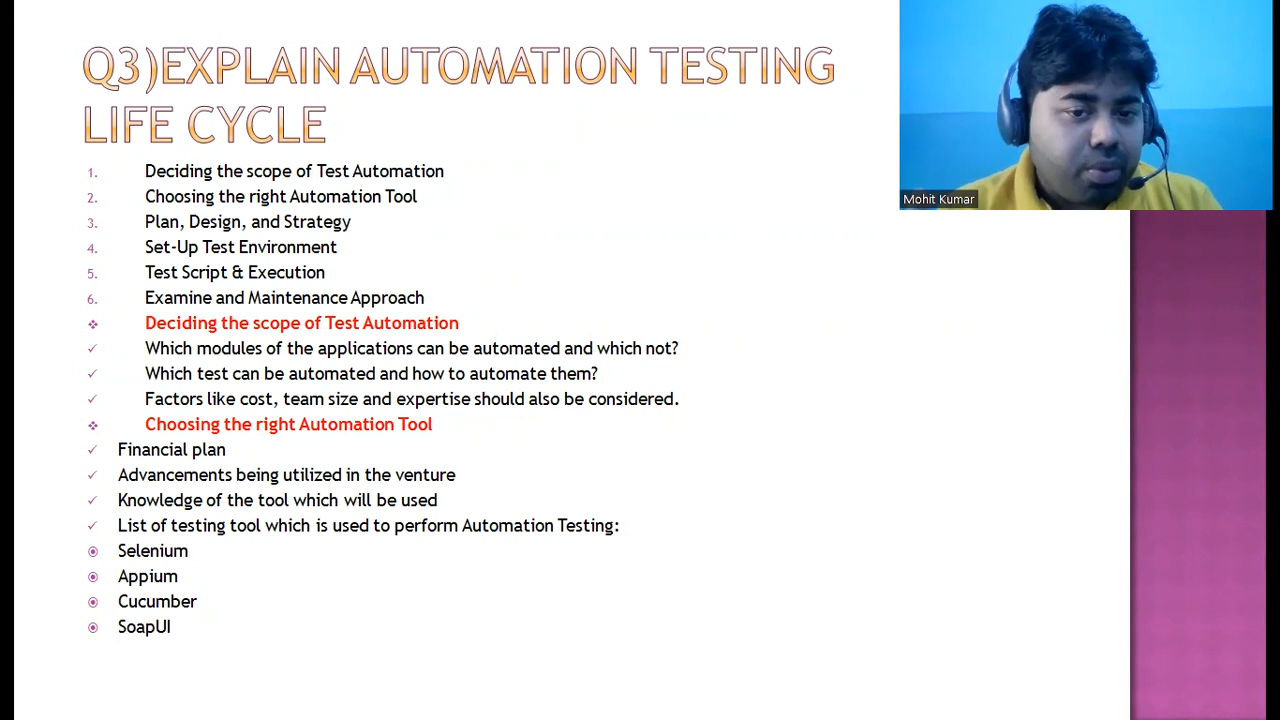 Q3)EXPLAIN AUTOMATION TESTING
LIFE CYCLE
1. Deciding the scope of Test Automation
2. Choosing the right Automation Tool
3. Plan, Design, and Strategy
4. Set-Up Test Environment
5. Test Script & Execution
6. Examine and Maintenance Approach
❖ Deciding the scope of Test Automation
✓ Which modules of the applications can be automated and which not?
✓ Which test can be automated and how to automate them?
✓ Factors like cost, team size and expertise should also be considered.
❖ Choosing the right Automation Tool
✓ Financial plan
✓ Advancements being utilized in the venture
✓ Knowledge of the tool which will be used
✓ List of testing tool which is used to perform Automation Testing:
Selenium
Appium
Cucumber
SoapUI
Mohit Kumar